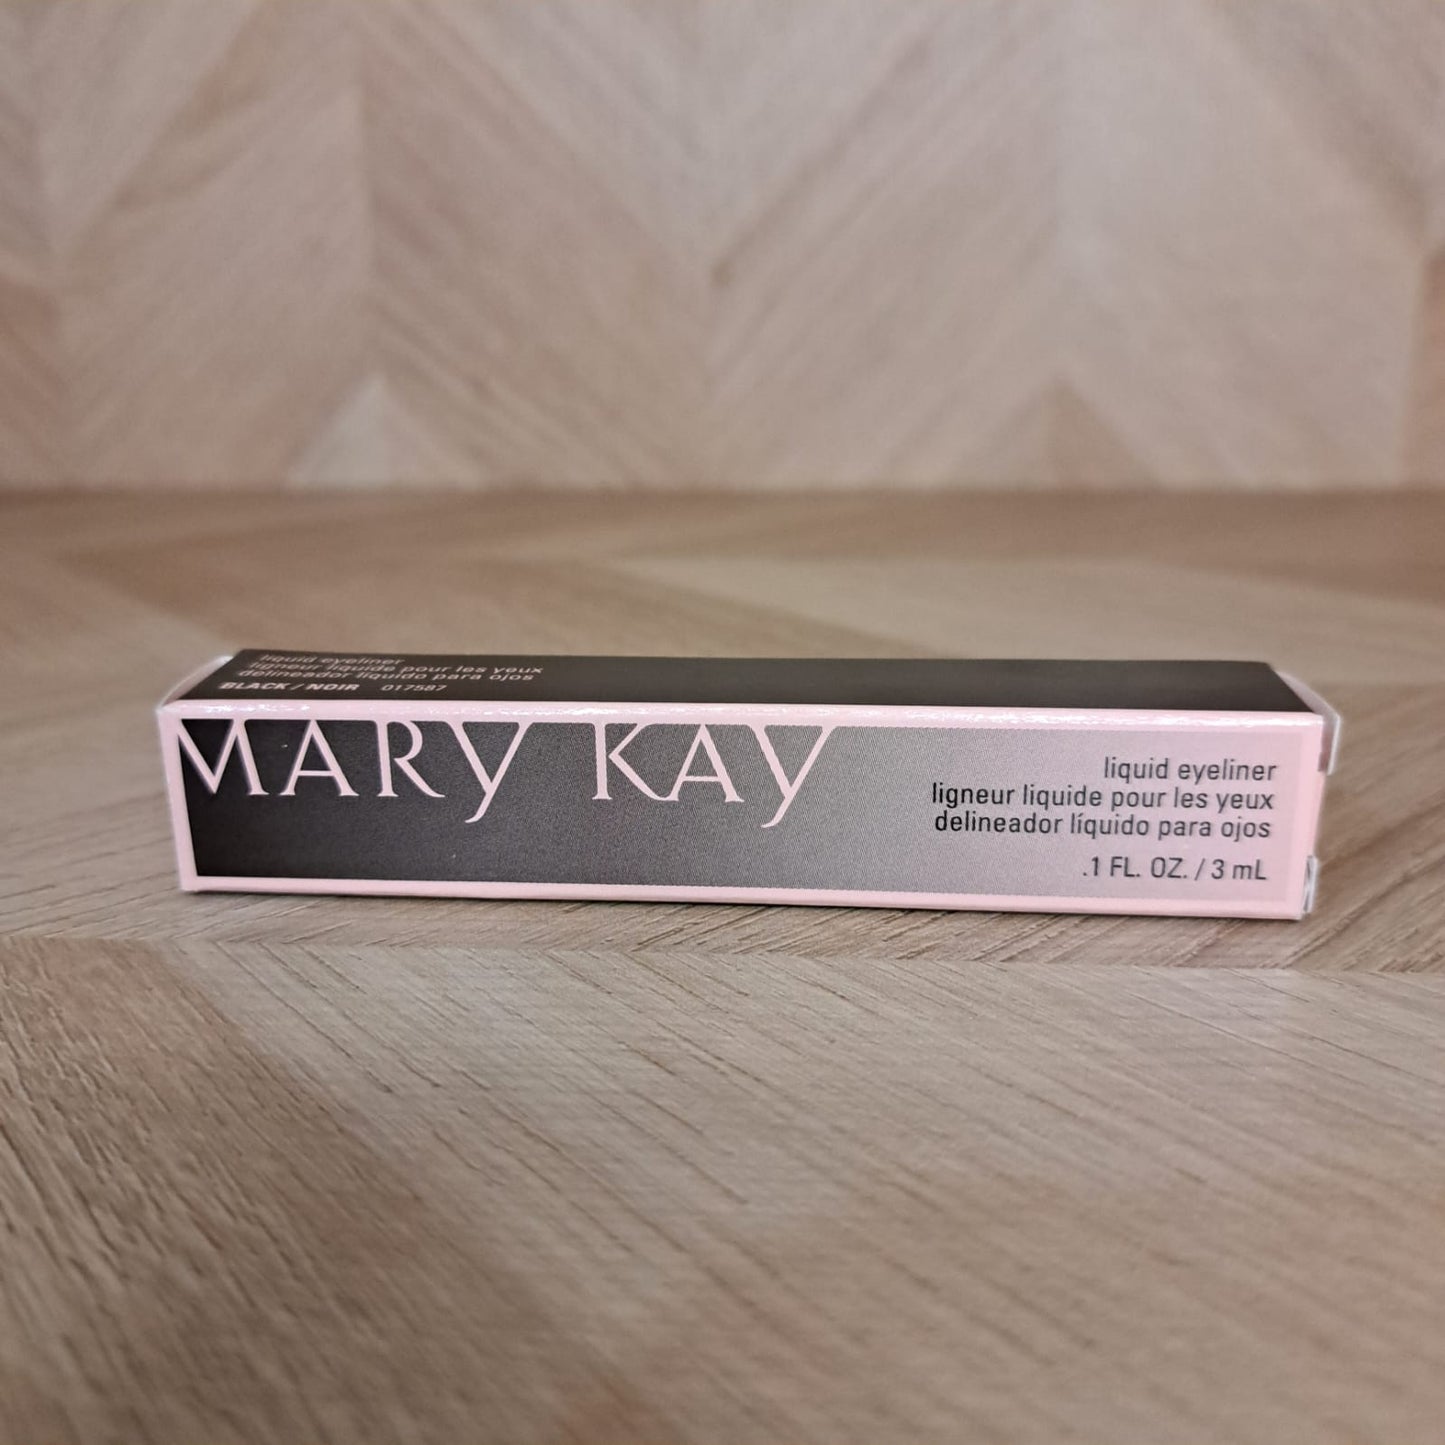 liquid eyeliner
ligneur liquide pour les yeux
delineador líquido para ojos
BLACK / NOIR 017587
MARY KAY
liquid eyeliner
ligneur liquide pour les yeux
delineador líquido para ojos
.1 FL. OZ. / 3 mL